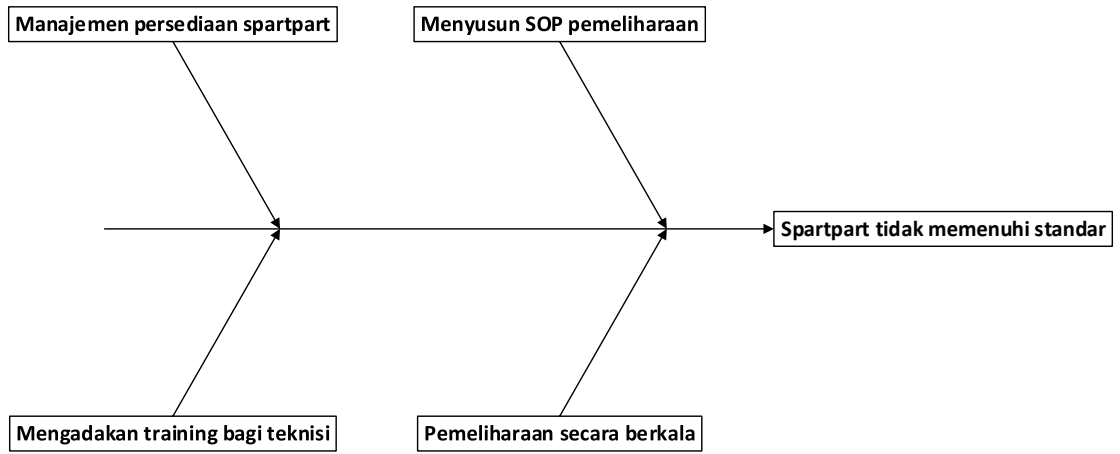 Manajemen persediaan spartpart
Menyusun SOP pemeliharaan
Spartpart tidak memenuhi standar
Mengadakan training bagi teknisi
Pemeliharaan secara berkala